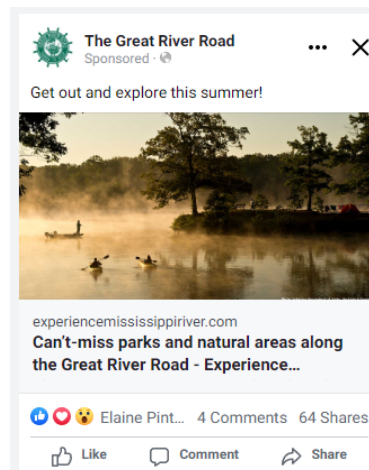 The Great River Road
Sponsored ·
Get out and explore this summer!
experiencemississippiriver.com
Can't-miss parks and natural areas along
the Great River Road - Experience...
Elaine Pint... 4 Comments 64 Shares
Like Comment Share